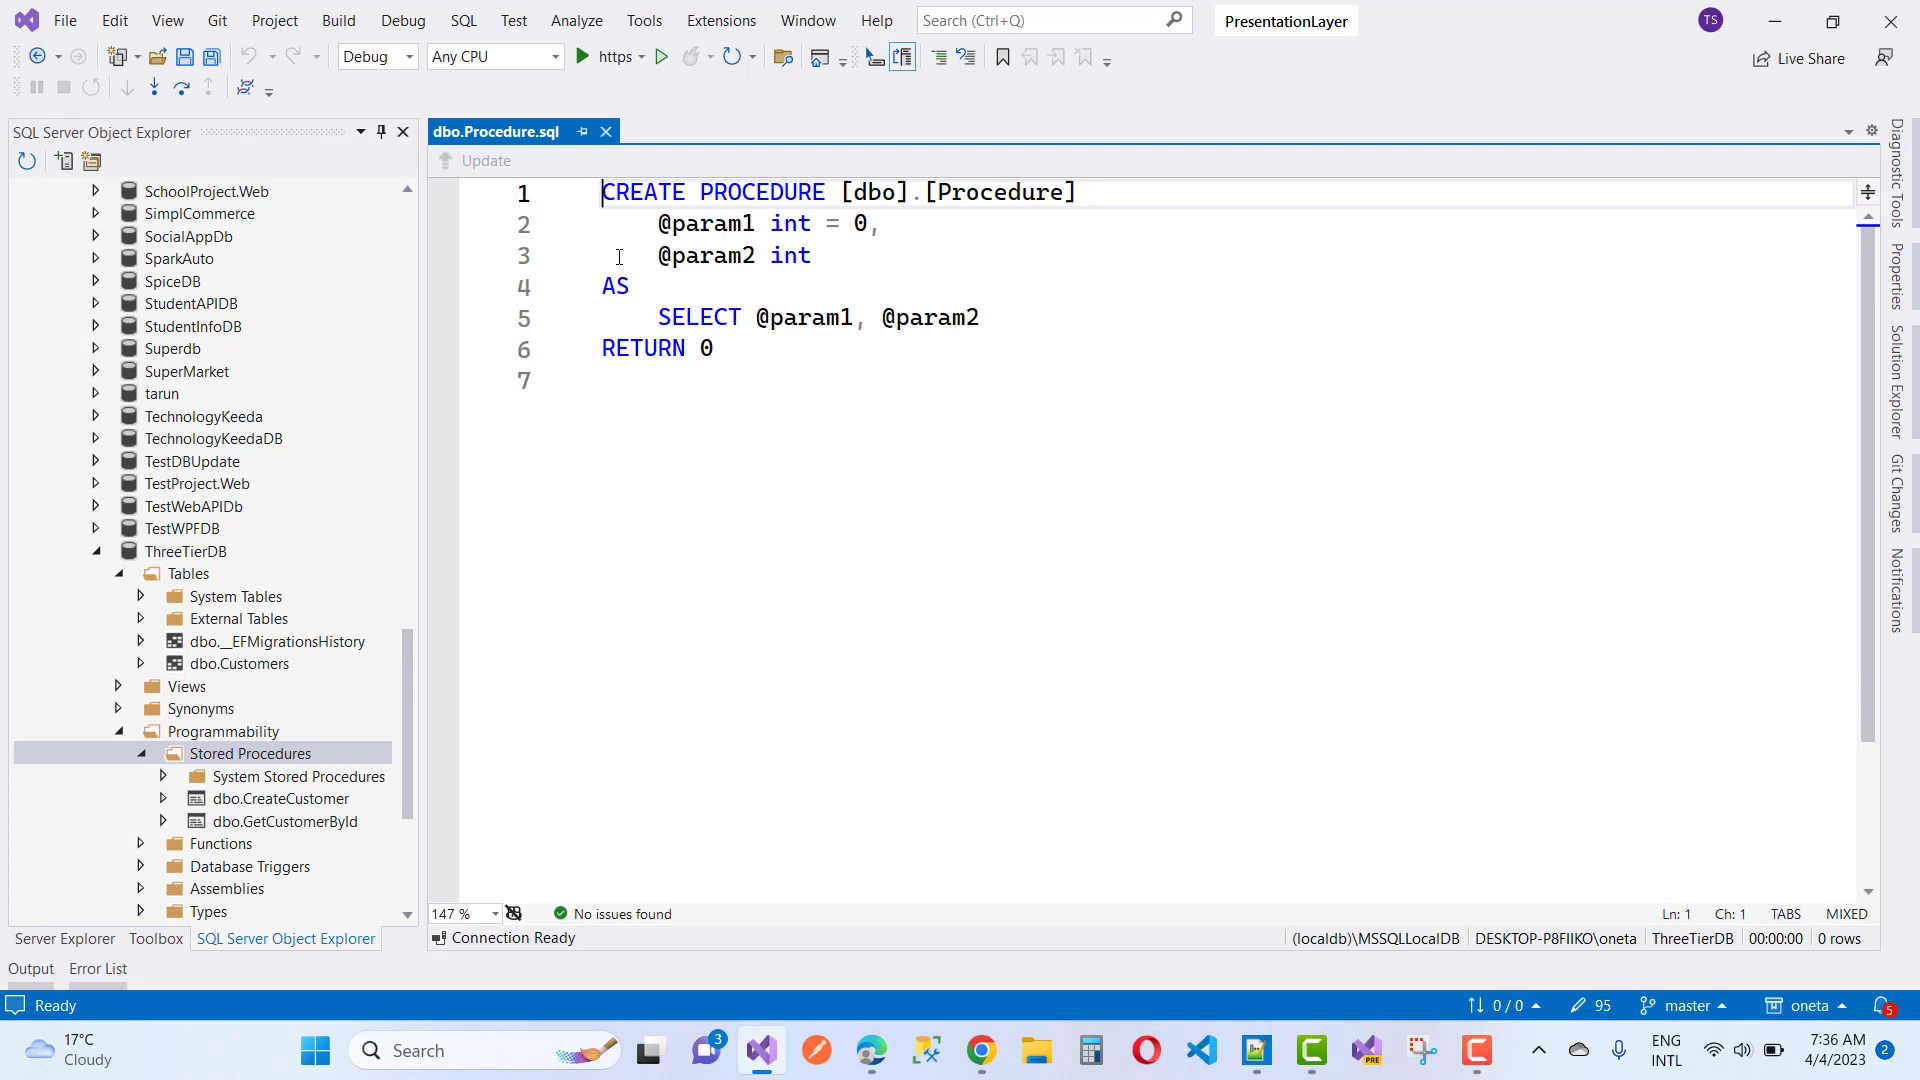 File Edit View Git Project Build Debug SQL Test Analyze Tools Extensions Window Help Search (Ctrl+Q) PresentationLayer TS
Debug Any CPU https Live Share
SQL Server Object Explorer
dbo.Procedure.sql
Update
SchoolProject.Web
SimplCommerce
SocialAppDb
SparkAuto
SpiceDB
StudentAPIDB
StudentInfoDB
Superdb
SuperMarket
tarun
TechnologyKeeda
TechnologyKeedaDB
TestDBUpdate
TestProject.Web
TestWebAPIDb
TestWPFDB
ThreeTierDB
Tables
System Tables
External Tables
dbo.__EFMigrationsHistory
dbo.Customers
Views
Synonyms
Programmability
Stored Procedures
System Stored Procedures
dbo.CreateCustomer
dbo.GetCustomerById
Functions
Database Triggers
Assemblies
Types
Server Explorer Toolbox SQL Server Object Explorer
1 CREATE PROCEDURE [dbo].[Procedure]
2 @param1 int = 0,
3 @param2 int
4 AS
5 SELECT @param1, @param2
6 RETURN 0
7
147 % No issues found Ln: 1 Ch: 1 TABS MIXED
Connection Ready (localdb)\MSSQLLocalDB DESKTOP-P8FIIKO\oneta ThreeTierDB 00:00:00 0 rows
Diagnostic Tools
Properties
Solution Explorer
Git Changes
Notifications
Output Error List
Ready 0 / 0 95 master oneta 5
17°C
Cloudy
Search
3
PRE
ENG
INTL
7:36 AM
4/4/2023
2